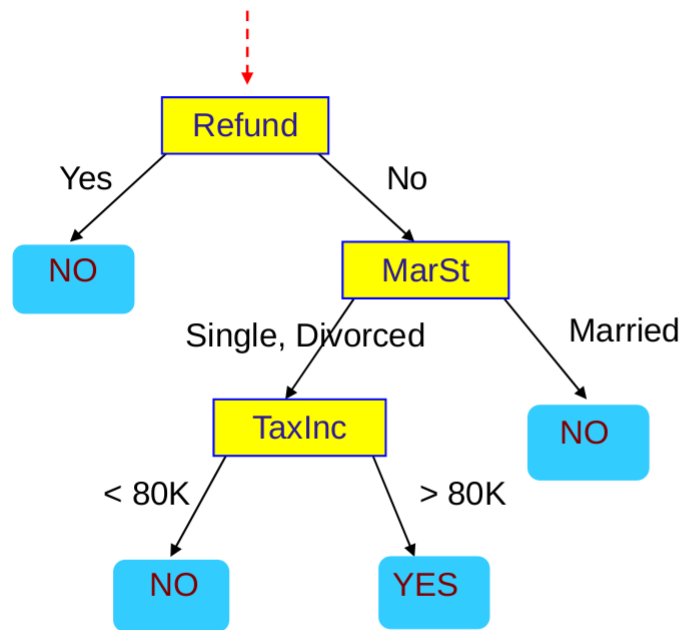 Refund
Yes
No
NO
MarSt
Single, Divorced
Married
TaxInc
NO
< 80K
> 80K
NO
YES